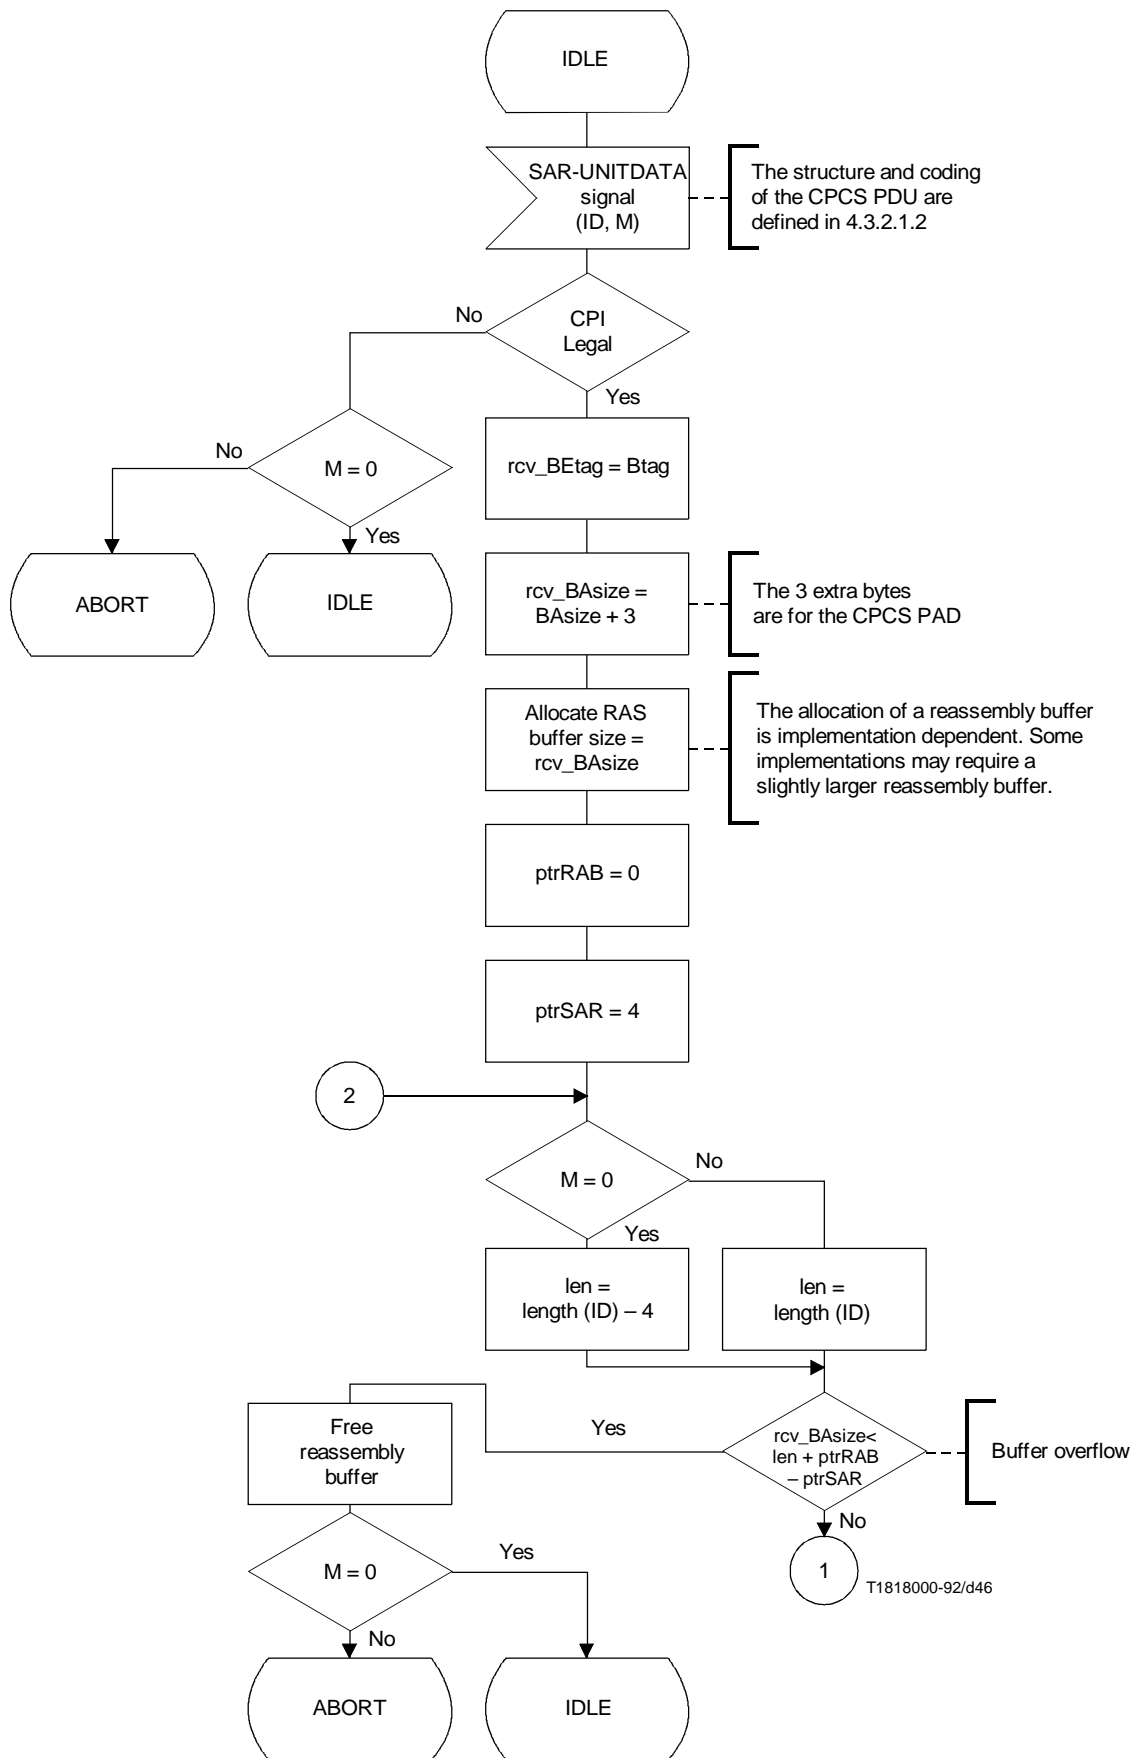 IDLE
SAR-UNITDATA
signal
(ID, M)
The structure and coding
of the CPCS PDU are
defined in 4.3.2.1.2
No
CPI
Legal
Yes
No
M = 0
Yes
rcv_BEtag = Btag
ABORT
IDLE
rcv_BAsize =
BAsize + 3
The 3 extra bytes
are for the CPCS PAD
Allocate RAS
buffer size =
rcv_BAsize
The allocation of a reassembly buffer
is implementation dependent. Some
implementations may require a
slightly larger reassembly buffer.
ptrRAB = 0
ptrSAR = 4
2
M = 0
No
Yes
len =
length (ID) – 4
len =
length (ID)
Free
reassembly
buffer
Yes
rcv_BAsize<
len + ptrRAB
– ptrSAR
Buffer overflow
No
M = 0
Yes
1
T1818000-92/d46
No
ABORT
IDLE